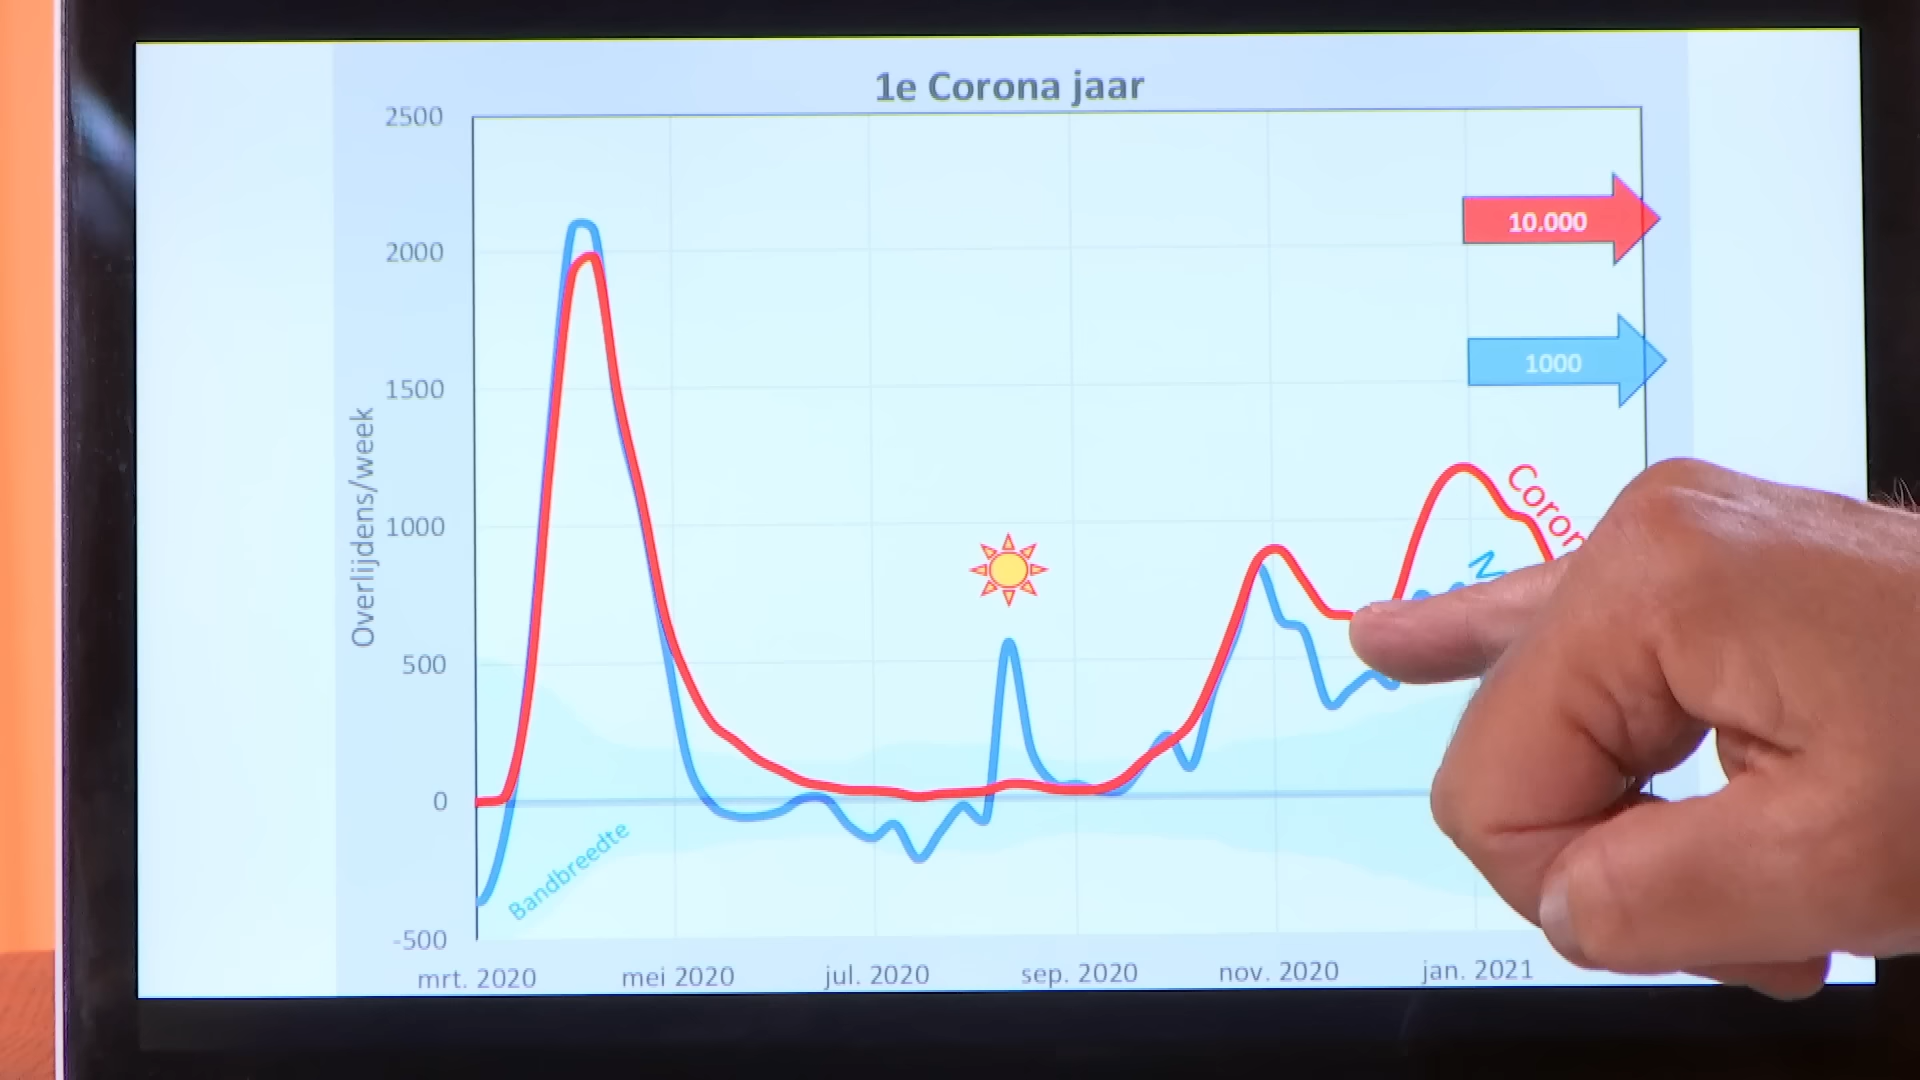 1e Corona jaar
2500
2000
1500
1000
500
0
-500
Overlijdens/week
10.000
1000
Bandbreedte
mrt. 2020
mei 2020
jul. 2020
sep. 2020
nov. 2020
jan. 2021